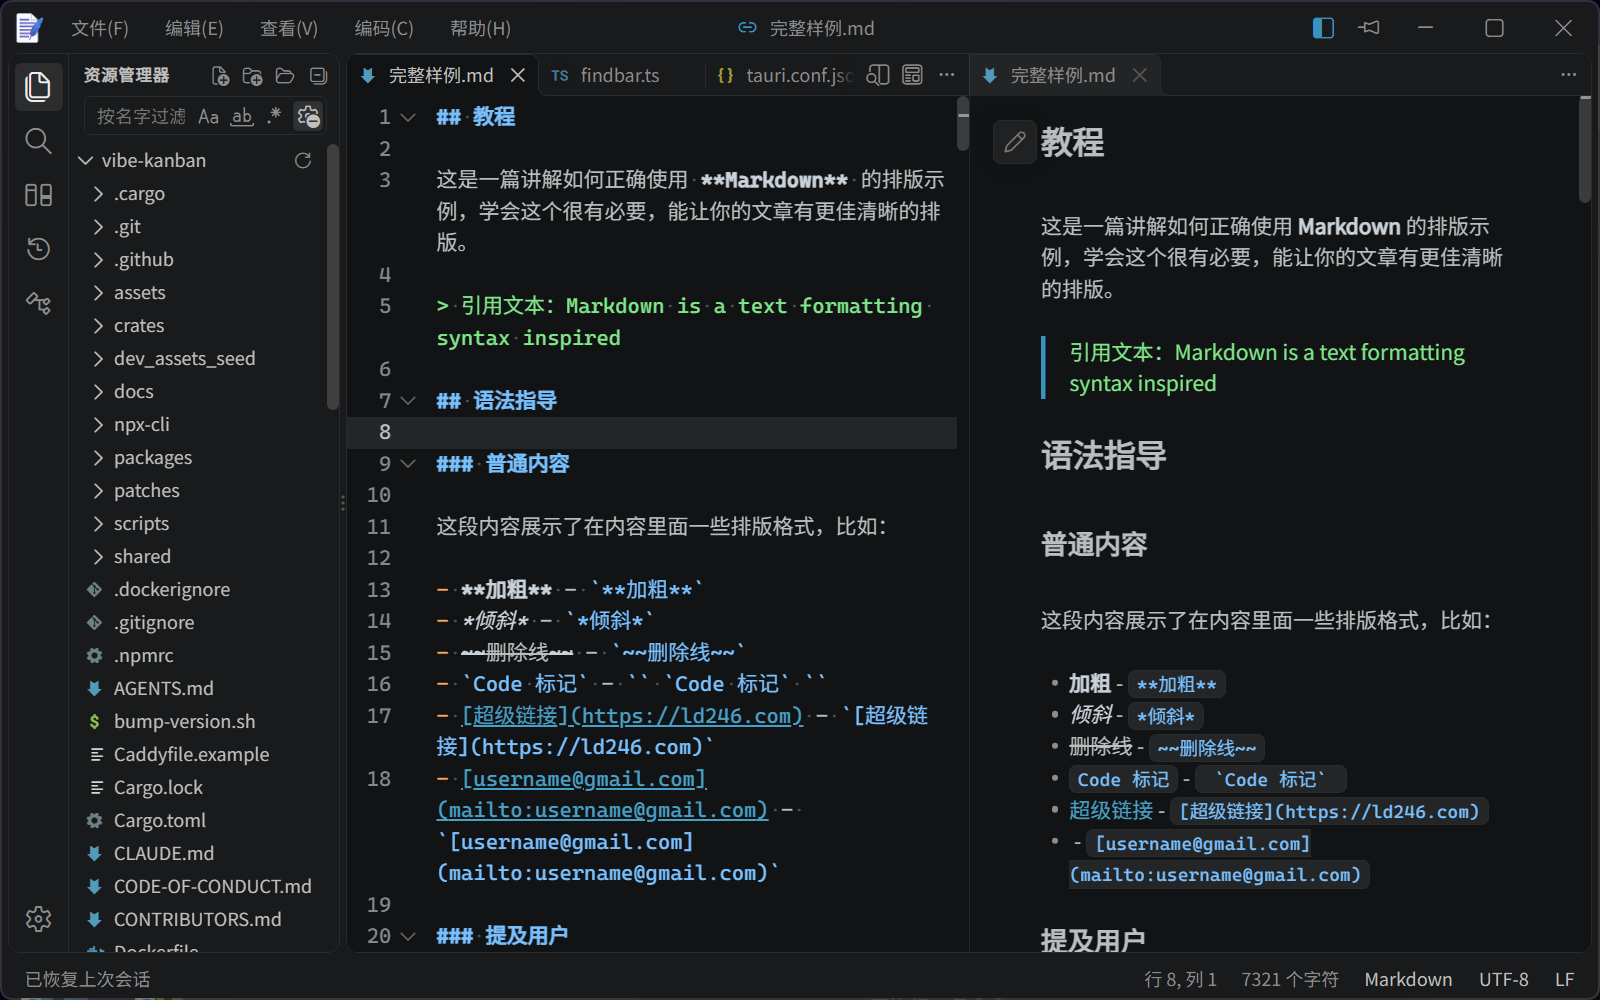 文件(F) 编辑(E) 查看(V) 编码(C) 帮助(H) 完整样例.md
资源管理器
按名字过滤 Aa ab .*
vibe-kanban
.cargo
.git
.github
assets
crates
dev_assets_seed
docs
npx-cli
packages
patches
scripts
shared
.dockerignore
.gitignore
.npmrc
AGENTS.md
$ bump-version.sh
Caddyfile.example
Cargo.lock
Cargo.toml
CLAUDE.md
CODE-OF-CONDUCT.md
CONTRIBUTORS.md
Dockerfile
完整样例.md TS findbar.ts {} tauri.conf.jsc
1 ## 教程
2
3 这是一篇讲解如何正确使用 **Markdown** 的排版示
例，学会这个很有必要，能让你的文章有更佳清晰的排
版。
4
5 > 引用文本：Markdown is a text formatting
syntax inspired
6
7 ## 语法指导
8
9 ### 普通内容
10
11 这段内容展示了在内容里面一些排版格式，比如：
12
13 - **加粗** - `**加粗**`
14 - *倾斜* - `*倾斜*`
15 - ~~删除线~~ - `~~删除线~~`
16 - `Code 标记` - `` `Code 标记` ``
17 - [超级链接](https://ld246.com) - `[超级链
接](https://ld246.com)`
18 - [username@gmail.com]
(mailto:username@gmail.com) -
`[username@gmail.com]
(mailto:username@gmail.com)`
19
20 ### 提及用户
完整样例.md
教程
这是一篇讲解如何正确使用 Markdown 的排版示
例，学会这个很有必要，能让你的文章有更佳清晰
的排版。
引用文本：Markdown is a text formatting
syntax inspired
语法指导
普通内容
这段内容展示了在内容里面一些排版格式，比如：
• 加粗 - **加粗**
• 倾斜 - *倾斜*
• 删除线 - ~~删除线~~
• Code 标记 - `Code 标记`
• 超级链接 - [超级链接](https://ld246.com)
• - [username@gmail.com]
(mailto:username@gmail.com)
提及用户
已恢复上次会话 行 8, 列 1 7321 个字符 Markdown UTF-8 LF